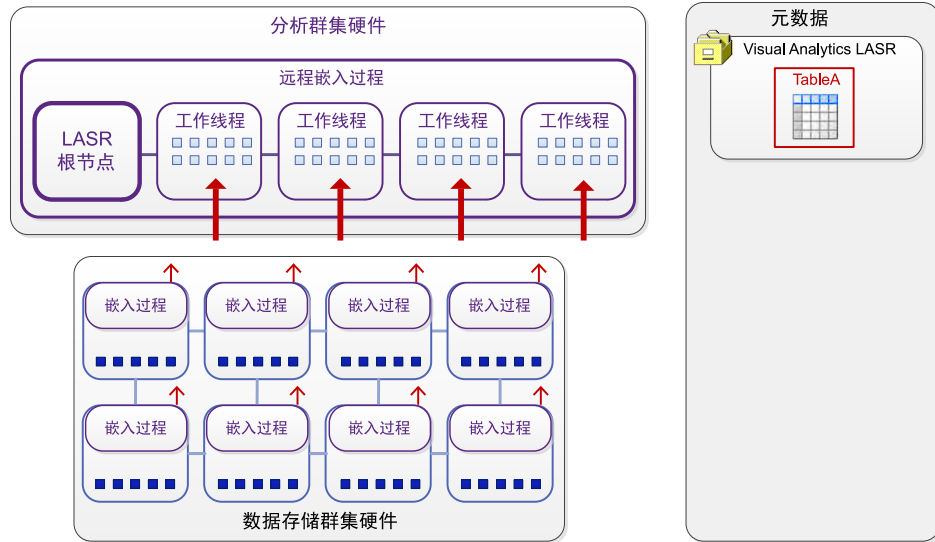 分析群集硬件
远程嵌入过程
LASR
根节点
工作线程
工作线程
工作线程
工作线程
嵌入过程
嵌入过程
嵌入过程
嵌入过程
嵌入过程
嵌入过程
嵌入过程
嵌入过程
数据存储群集硬件
元数据
Visual Analytics LASR
TableA